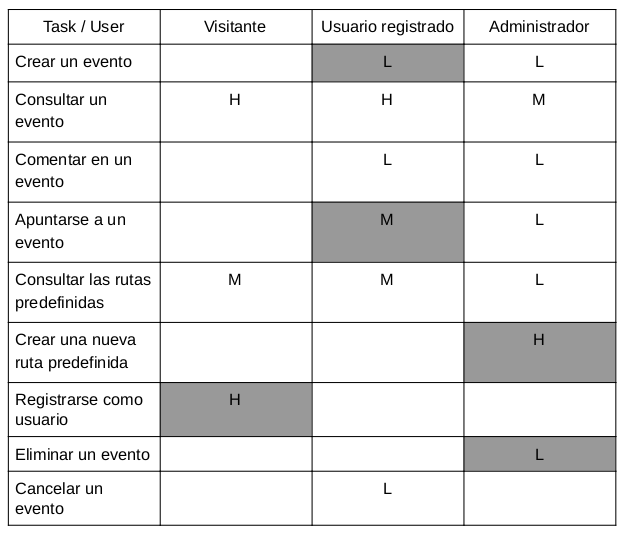 Task / User Visitante Usuario registrado Administrador
Crear un evento L L
Consultar un H H M
evento
Comentar en un L L
evento
Apuntarse a un M L
evento
Consultar las rutas M M L
predefinidas
Crear una nueva H
ruta predefinida
Registrarse como H
usuario
Eliminar un evento L
Cancelar un L
evento